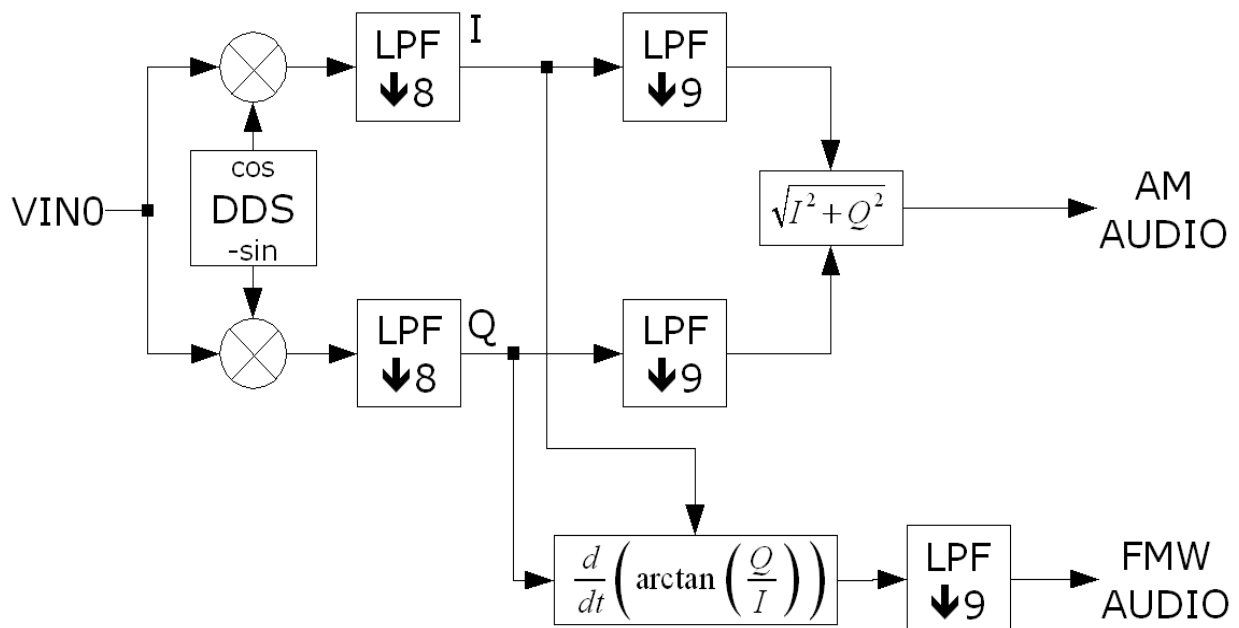 LPF
↓8
I
LPF
↓9
cos
DDS
-sin
VIN0
√(I² + Q²)
AM
AUDIO
LPF
↓8
Q
LPF
↓9
d/dt(arctan(Q/I))
LPF
↓9
FMW
AUDIO